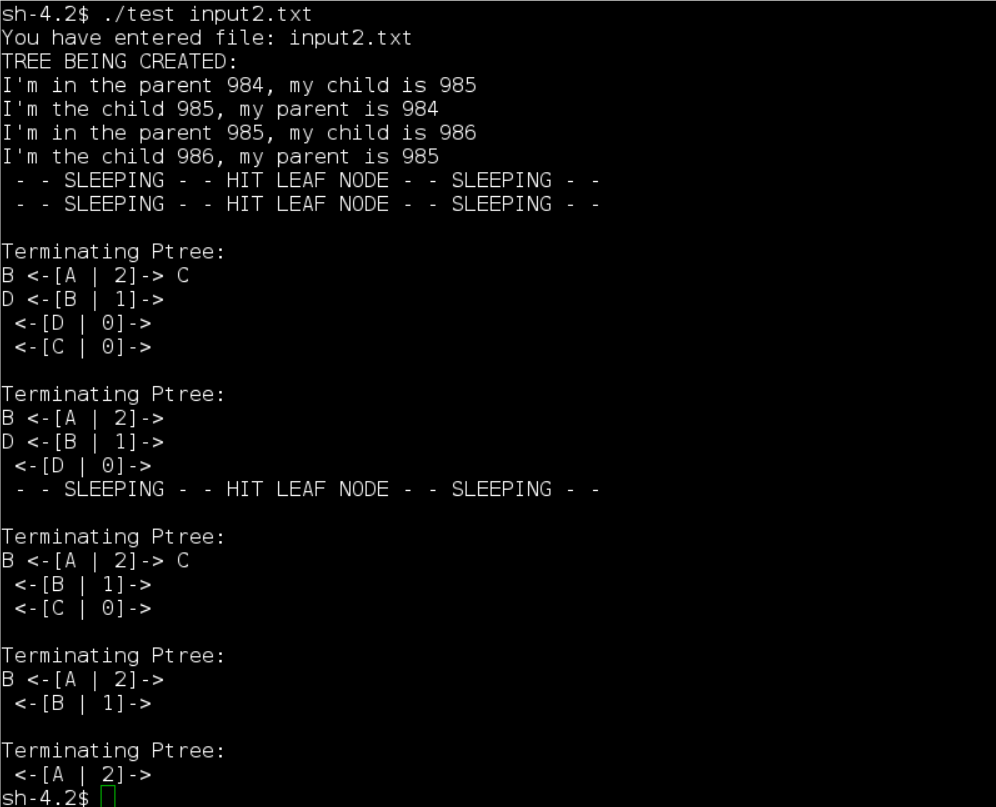 sh-4.2$ ./test input2.txt
You have entered file: input2.txt
TREE BEING CREATED:
I'm in the parent 984, my child is 985
I'm the child 985, my parent is 984
I'm in the parent 985, my child is 986
I'm the child 986, my parent is 985
 - - SLEEPING - - HIT LEAF NODE - - SLEEPING - -
 - - SLEEPING - - HIT LEAF NODE - - SLEEPING - -

Terminating Ptree:
B <-[A | 2]-> C
D <-[B | 1]->
 <-[D | 0]->
 <-[C | 0]->

Terminating Ptree:
B <-[A | 2]->
D <-[B | 1]->
 <-[D | 0]->
 - - SLEEPING - - HIT LEAF NODE - - SLEEPING - -

Terminating Ptree:
B <-[A | 2]-> C
 <-[B | 1]->
 <-[C | 0]->

Terminating Ptree:
B <-[A | 2]->
 <-[B | 1]->

Terminating Ptree:
 <-[A | 2]->
sh-4.2$